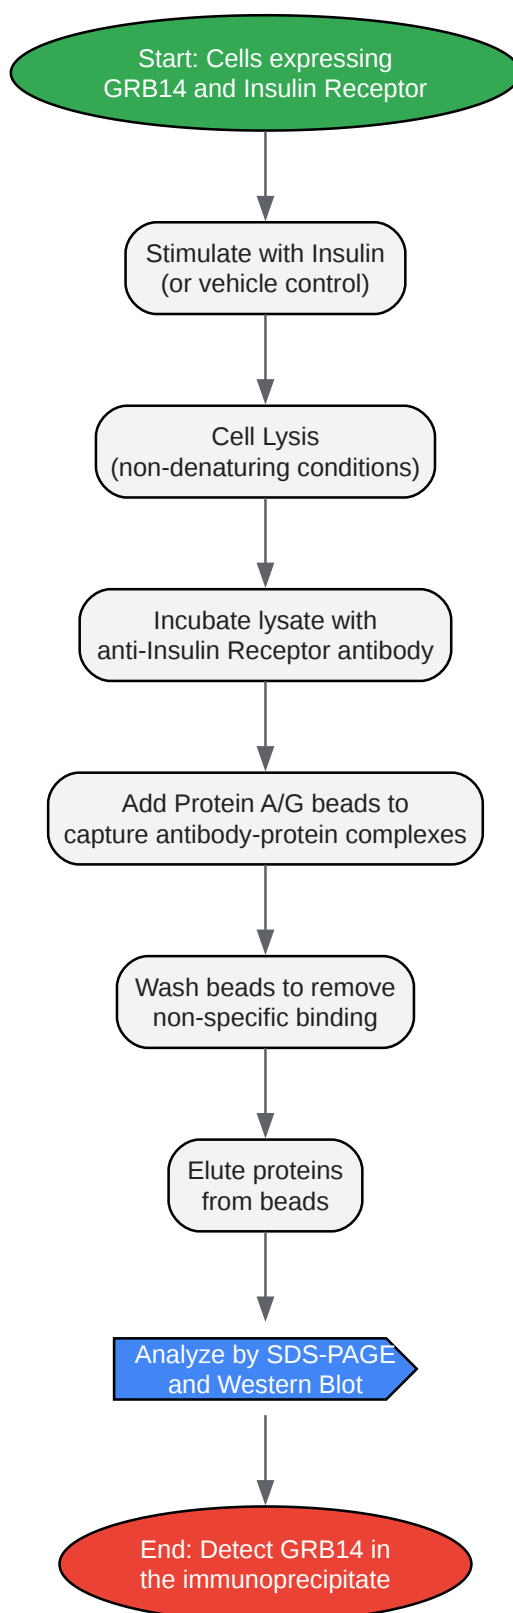 Start: Cells expressing
GRB14 and Insulin Receptor
Stimulate with Insulin
(or vehicle control)
Cell Lysis
(non-denaturing conditions)
Incubate lysate with
anti-Insulin Receptor antibody
Add Protein A/G beads to
capture antibody-protein complexes
Wash beads to remove
non-specific binding
Elute proteins
from beads
Analyze by SDS-PAGE
and Western Blot
End: Detect GRB14 in
the immunoprecipitate